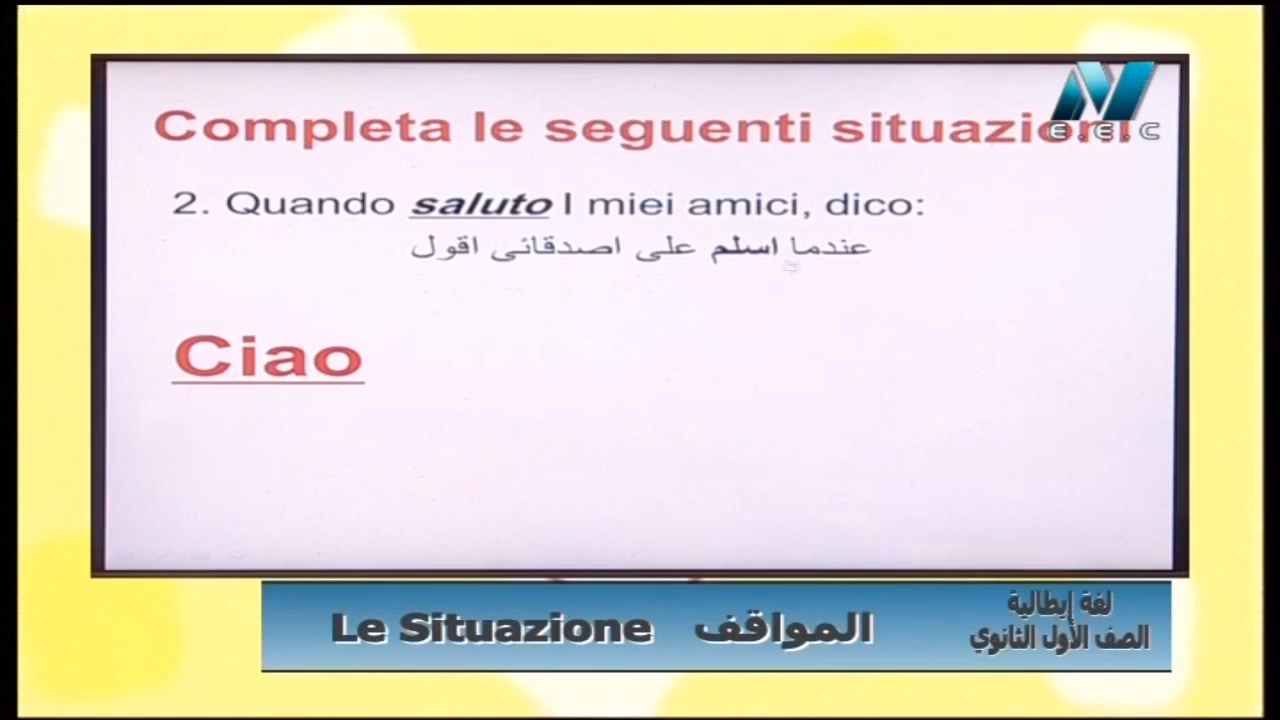 Completa le seguenti situazioni
E.E.C
2. Quando saluto I miei amici, dico:
عندما اسلم على اصدقائى اقول
Ciao
Le Situazione المواقف
لغة إيطالية
الصف الأول الثانوي